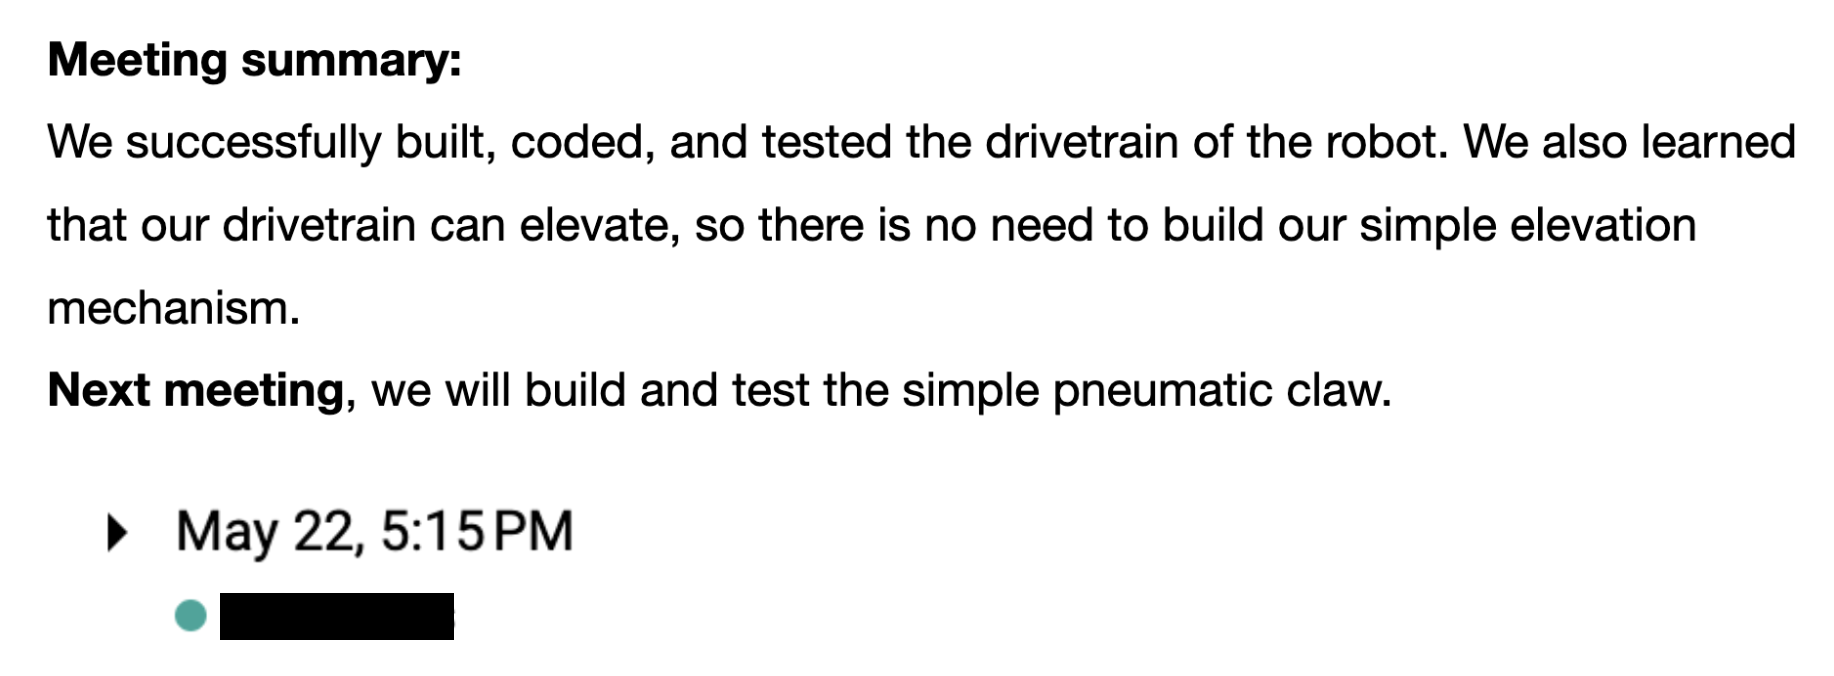 Meeting summary:
We successfully built, coded, and tested the drivetrain of the robot. We also learned
that our drivetrain can elevate, so there is no need to build our simple elevation
mechanism.
Next meeting, we will build and test the simple pneumatic claw.
May 22, 5:15 PM